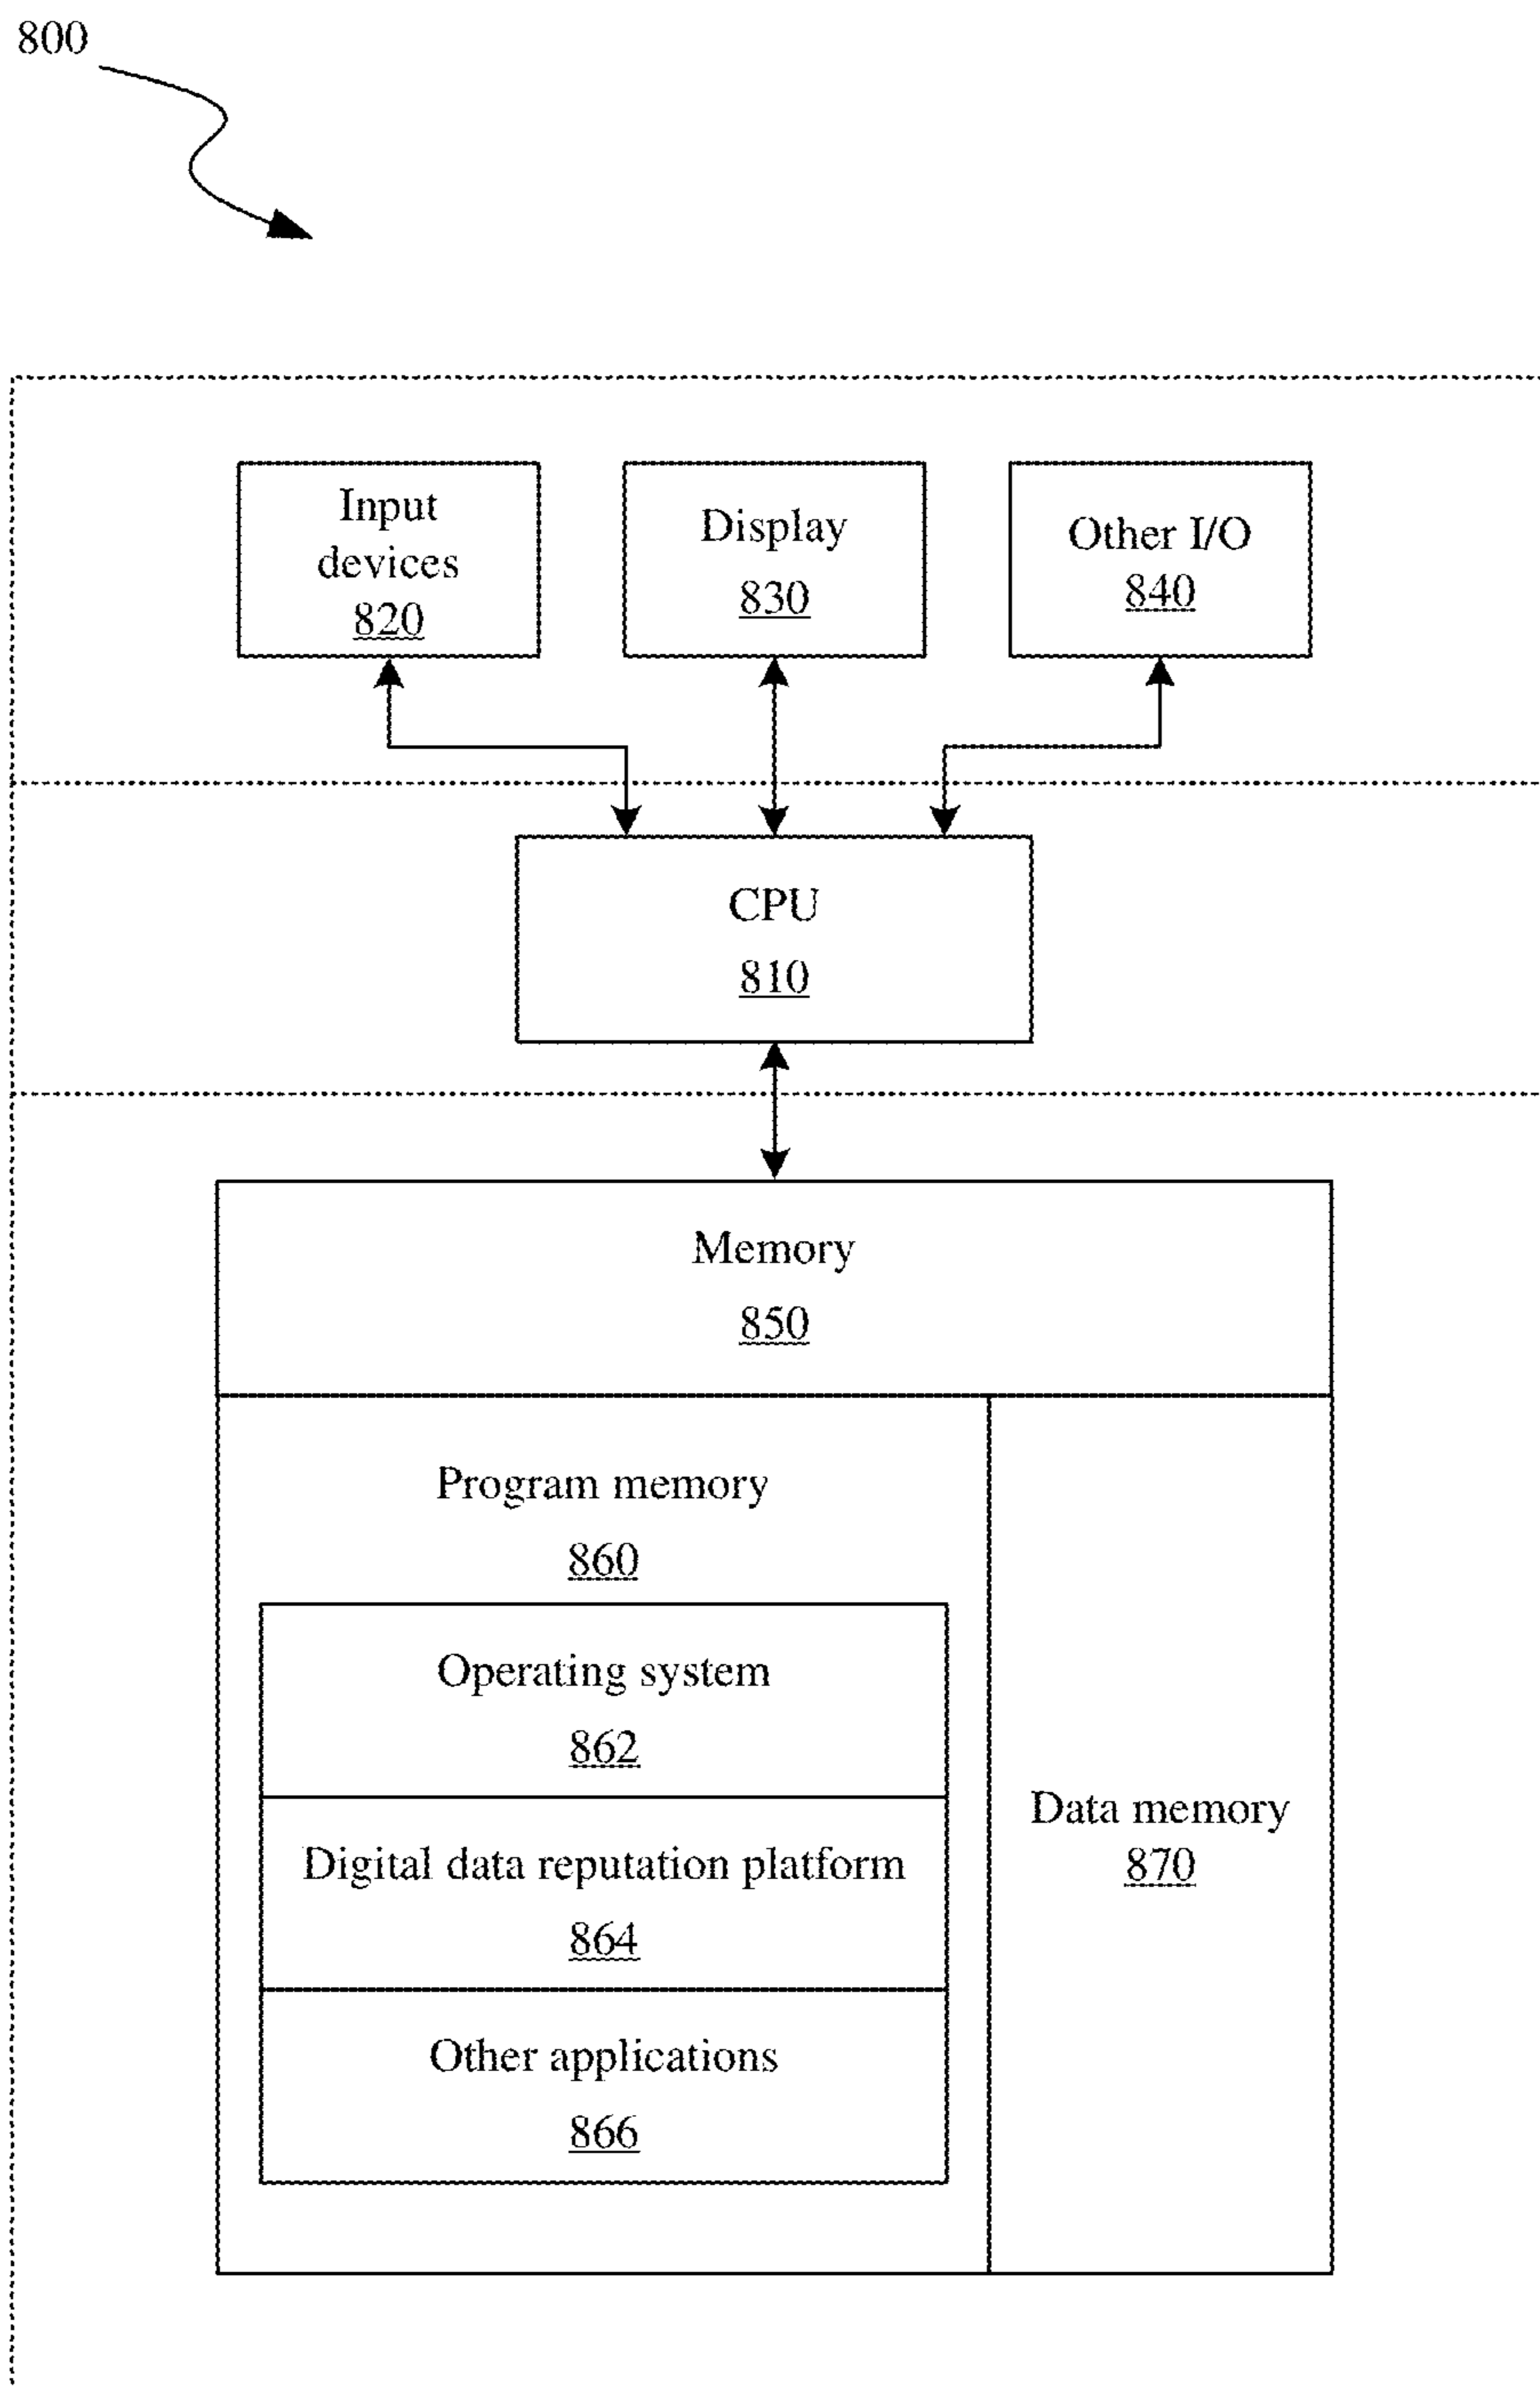 800
Input
devices
820
Display
830
Other I/O
840
CPU
810
Memory
850
Program memory
860
Operating system
862
Digital data reputation platform
864
Other applications
866
Data memory
870